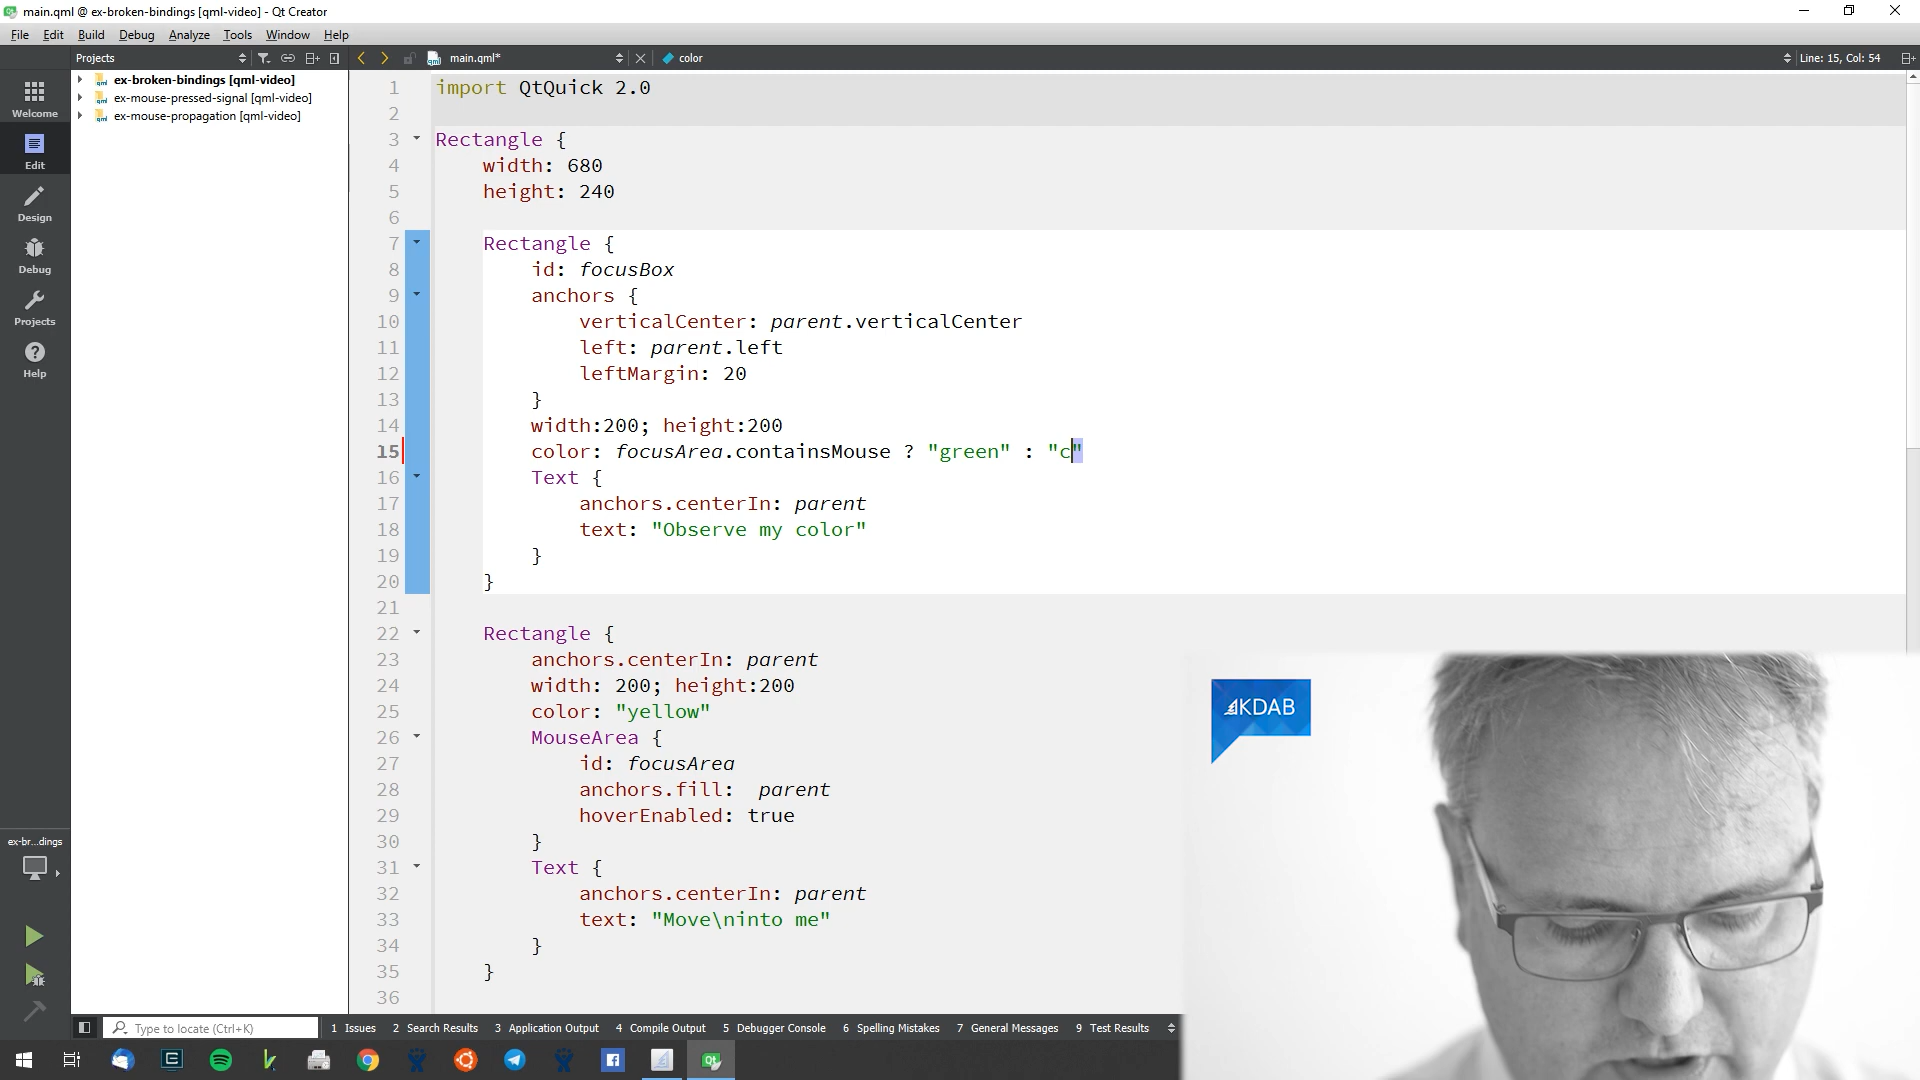 main.qml @ ex-broken-bindings [qml-video] - Qt Creator
File Edit Build Debug Analyze Tools Window Help
Projects main.qml* color Line: 15, Col: 54
ex-broken-bindings [qml-video]
ex-mouse-pressed-signal [qml-video]
ex-mouse-propagation [qml-video]
Welcome
Edit
Design
Debug
Projects
Help
ex-br...dings
1 import QtQuick 2.0
2
3 Rectangle {
4 width: 680
5 height: 240
6
7 Rectangle {
8 id: focusBox
9 anchors {
10 verticalCenter: parent.verticalCenter
11 left: parent.left
12 leftMargin: 20
13 }
14 width:200; height:200
15 color: focusArea.containsMouse ? "green" : "c"
16 Text {
17 anchors.centerIn: parent
18 text: "Observe my color"
19 }
20 }
21
22 Rectangle {
23 anchors.centerIn: parent
24 width: 200; height:200
25 color: "yellow"
26 MouseArea {
27 id: focusArea
28 anchors.fill:  parent
29 hoverEnabled: true
30 }
31 Text {
32 anchors.centerIn: parent
33 text: "Move\ninto me"
34 }
35 }
36
KDAB
Type to locate (Ctrl+K) 1 Issues 2 Search Results 3 Application Output 4 Compile Output 5 Debugger Console 6 Spelling Mistakes 7 General Messages 9 Test Results